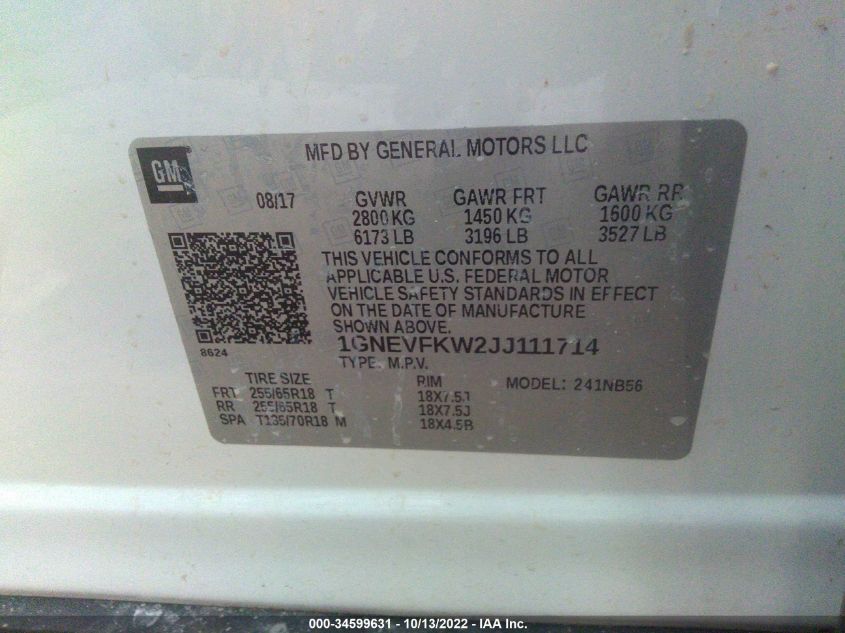 GM
MFD BY GENERAL MOTORS LLC
08/17 GVWR GAWR FRT GAWR RR
2800 KG 1450 KG 1600 KG
6173 LB 3196 LB 3527 LB
THIS VEHICLE CONFORMS TO ALL
APPLICABLE U.S. FEDERAL MOTOR
VEHICLE SAFETY STANDARDS IN EFFECT
ON THE DATE OF MANUFACTURE
SHOWN ABOVE.
8624
1GNEVFKW2JJ111714
TYPE: M.P.V.
TIRE SIZE RIM MODEL: 241NB56
FRT 255/65R18 T 18X7.5J
RR 255/65R18 T 18X7.5J
SPA T135/70R18 M 18X4.5B
000-34599631 - 10/13/2022 - IAA Inc.